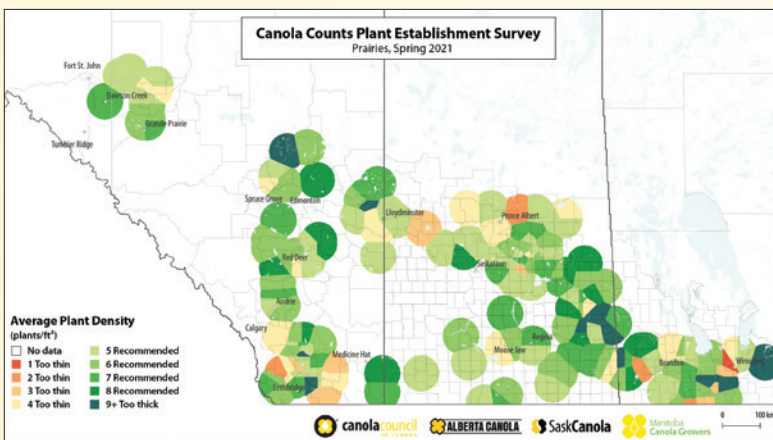 Canola Counts Plant Establishment Survey
Prairies, Spring 2021
Fort St. John
Dawson Creek
Grande Prairie
Tumbler Ridge
Spruce Grove
Edmonton
Lloydminster
Prince Albert
Red Deer
Saskatoon
Airdrie
Calgary
Medicine Hat
Lethbridge
Moose Jaw
Regina
Brandon
Winnipeg
Average Plant Density
(plants/ft²)
No data
1 Too thin
2 Too thin
3 Too thin
4 Too thin
5 Recommended
6 Recommended
7 Recommended
8 Recommended
9+ Too thick
canolacouncil
OF CANADA
ALBERTA CANOLA
SaskCanola
Manitoba
Canola Growers
0 100 km